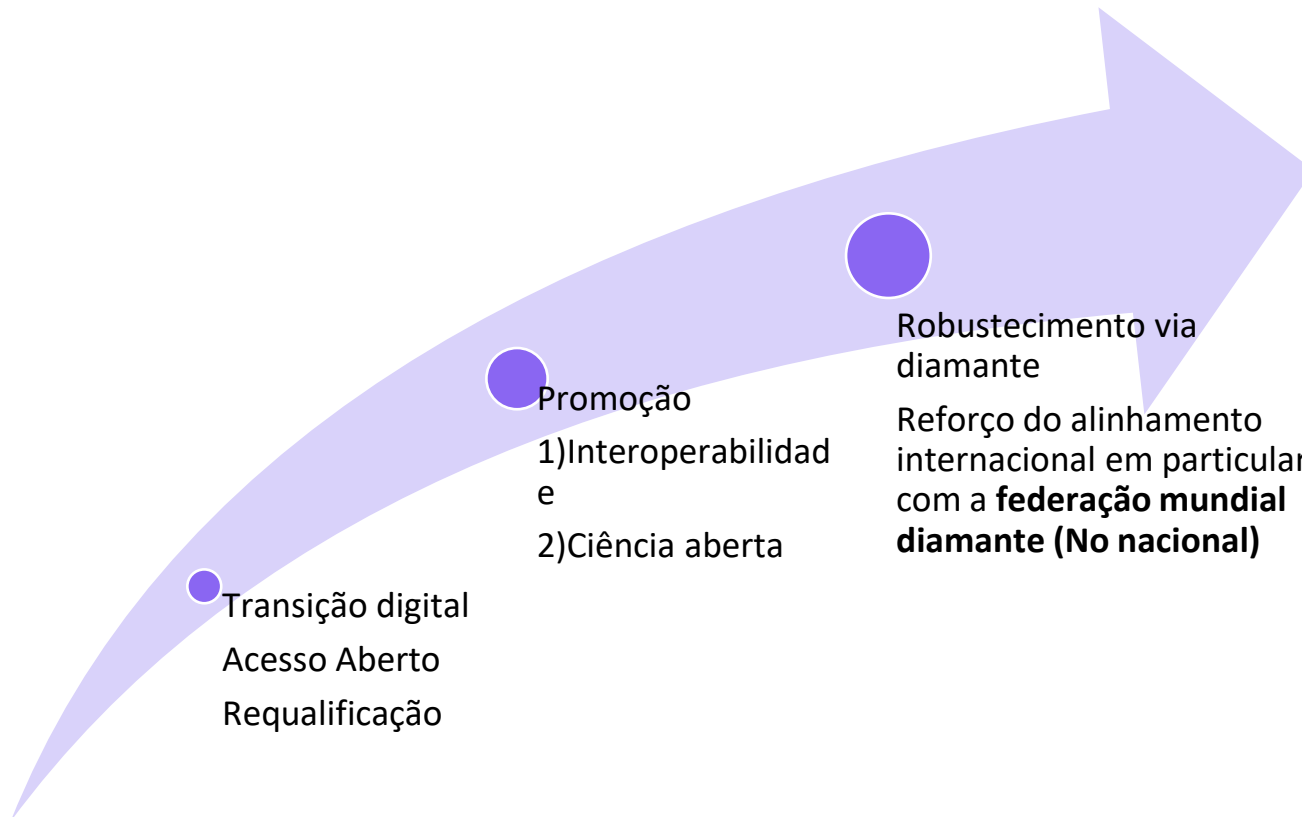 Transição digital
Acesso Aberto
Requalificação
Promoção
1)Interoperabilidad
e
2)Ciência aberta
Robustecimento via
diamante
Reforço do alinhamento
internacional em particular
com a federação mundial
diamante (No nacional)